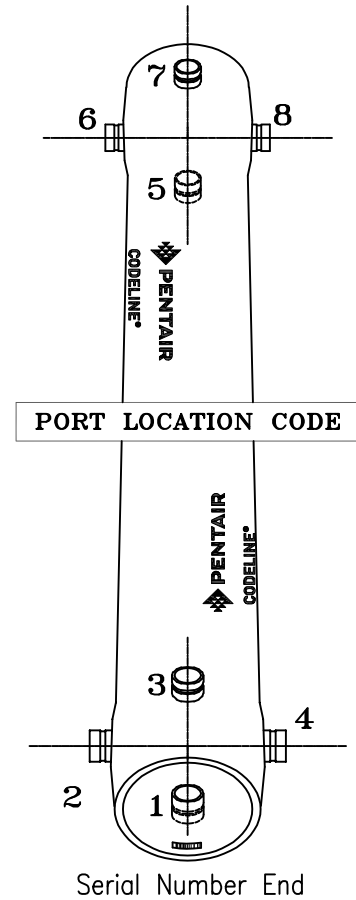 7
6
8
5
CODELINE®
PENTAIR
PORT LOCATION CODE
PENTAIR
CODELINE®
3
4
2
1
Serial Number End